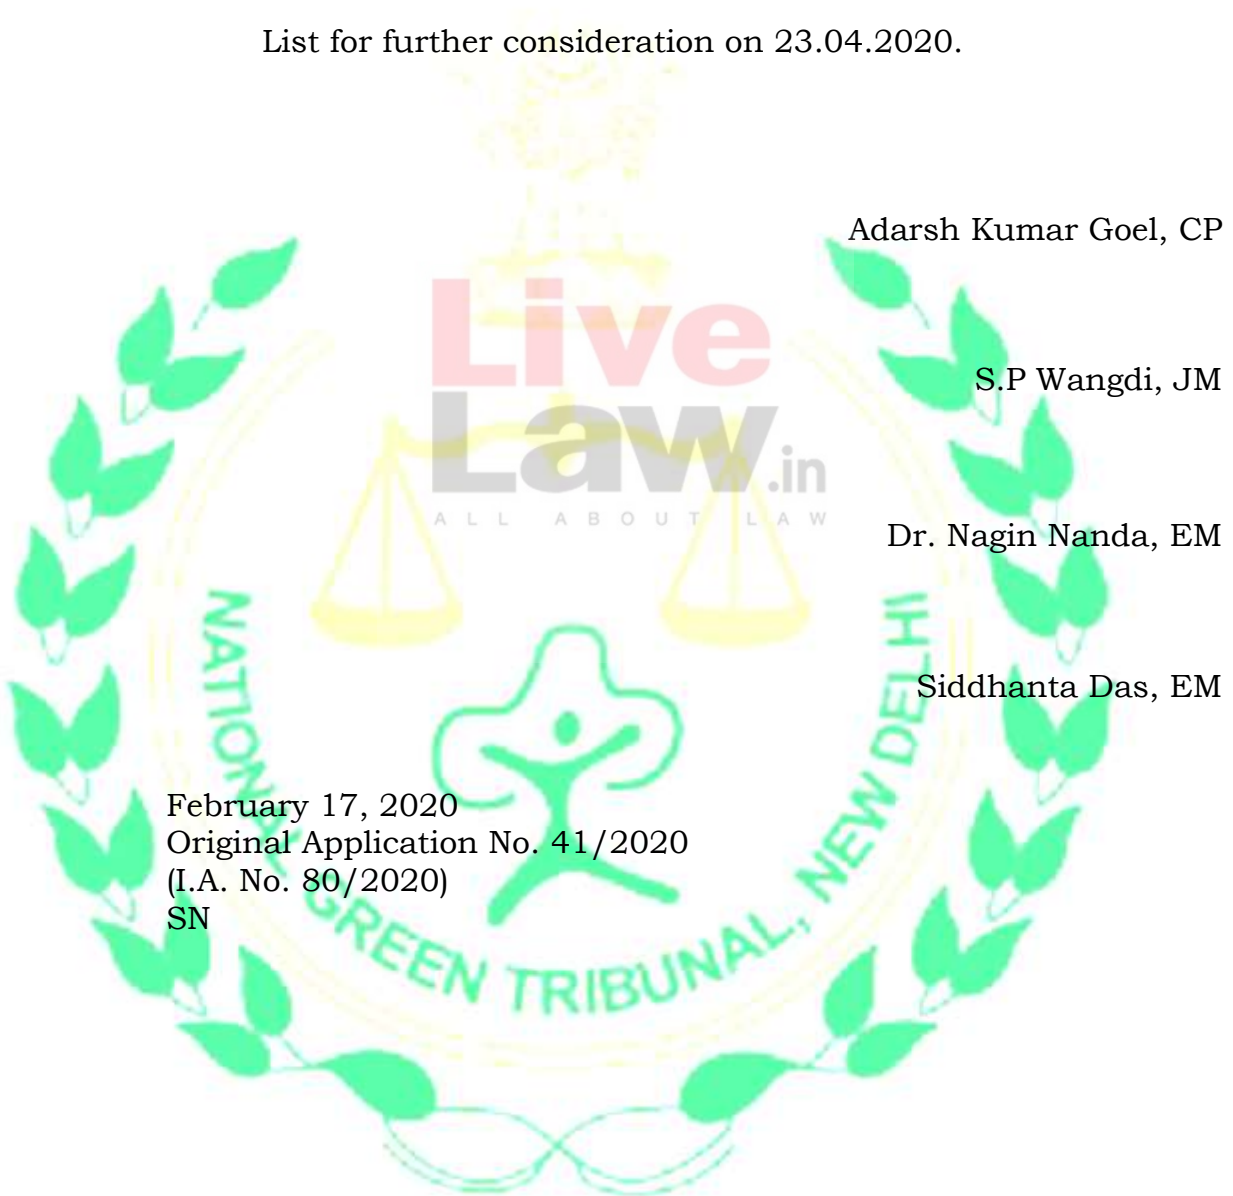 List for further consideration on 23.04.2020.
Adarsh Kumar Goel, CP
Live
Law.in
ALL ABOUT LAW
S.P Wangdi, JM
Dr. Nagin Nanda, EM
Siddhanta Das, EM
February 17, 2020
Original Application No. 41/2020
(I.A. No. 80/2020)
SN
NATIONAL GREEN TRIBUNAL, NEW DELHI